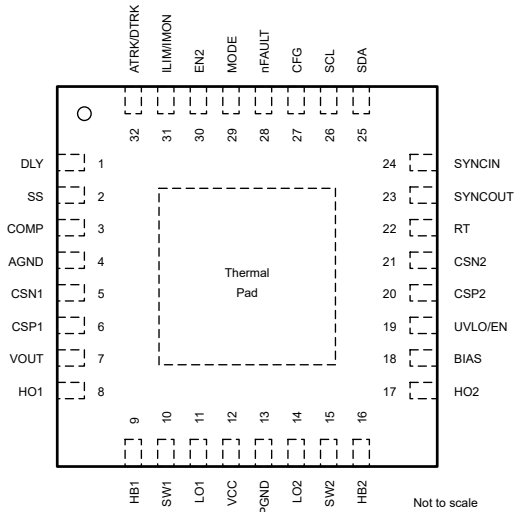 ATRK/DTRK
ILIM/IMON
EN2
MODE
nFAULT
CFG
SCL
SDA
32
31
30
29
28
27
26
25
DLY 1
SS 2
COMP 3
AGND 4
CSN1 5
CSP1 6
VOUT 7
HO1 8
24 SYNCIN
23 SYNCOUT
22 RT
21 CSN2
20 CSP2
19 UVLO/EN
18 BIAS
17 HO2
Thermal
Pad
9
10
11
12
13
14
15
16
HB1
SW1
LO1
VCC
PGND
LO2
SW2
HB2
Not to scale